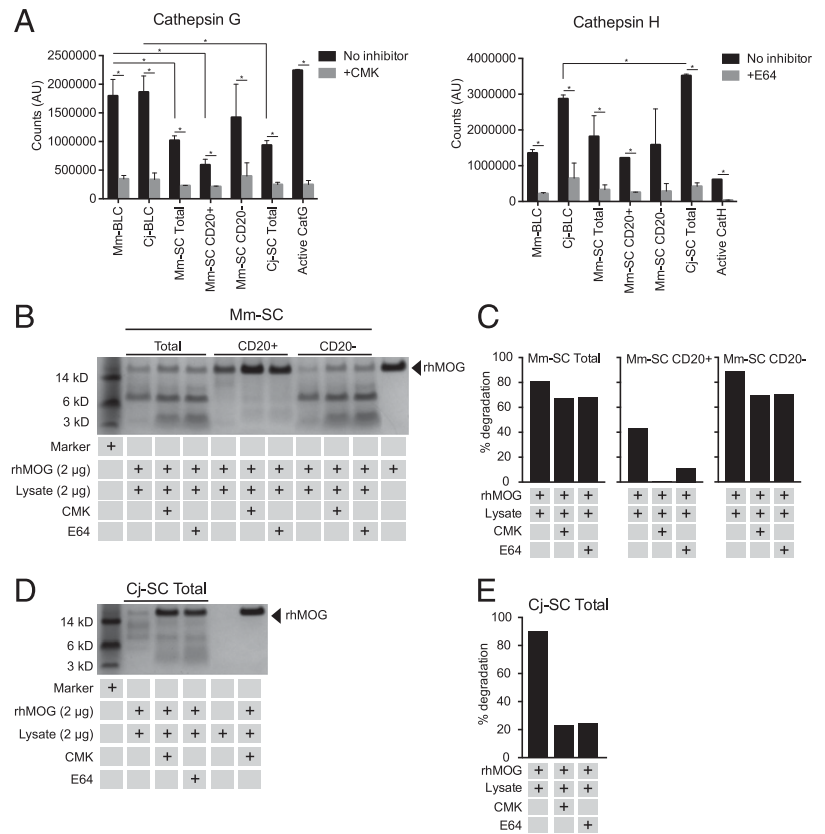 A
Cathepsin G
Counts (AU)
2500000
2000000
1500000
1000000
500000
0
No inhibitor
+CMK
* * * * * * * * * * *
Mm-BLC
Cj-BLC
Mm-SC Total
Mm-SC CD20+
Mm-SC CD20-
Cj-SC Total
Active CatG
Cathepsin H
Counts (AU)
4000000
3000000
2000000
1000000
0
No inhibitor
+E64
* * * * * * * *
Mm-BLC
Cj-BLC
Mm-SC Total
Mm-SC CD20+
Mm-SC CD20-
Cj-SC Total
Active CatH
B
Mm-SC
Total CD20+ CD20-
14 kD
6 kD
3 kD
rhMOG
Marker +
rhMOG (2 µg) + + + + + + + + + +
Lysate (2 µg) + + + + + + + + +
CMK + + +
E64 + + +
C
% degradation
100
80
60
40
20
0
Mm-SC Total Mm-SC CD20+ Mm-SC CD20-
rhMOG + + + + + + + + +
Lysate + + + + + + + + +
CMK + + +
E64 + + +
D
Cj-SC Total
14 kD
6 kD
3 kD
rhMOG
Marker +
rhMOG (2 µg) + + + +
Lysate (2 µg) + + + + +
CMK + +
E64 +
E
Cj-SC Total
% degradation
100
80
60
40
20
0
rhMOG + + +
Lysate + + +
CMK +
E64 +